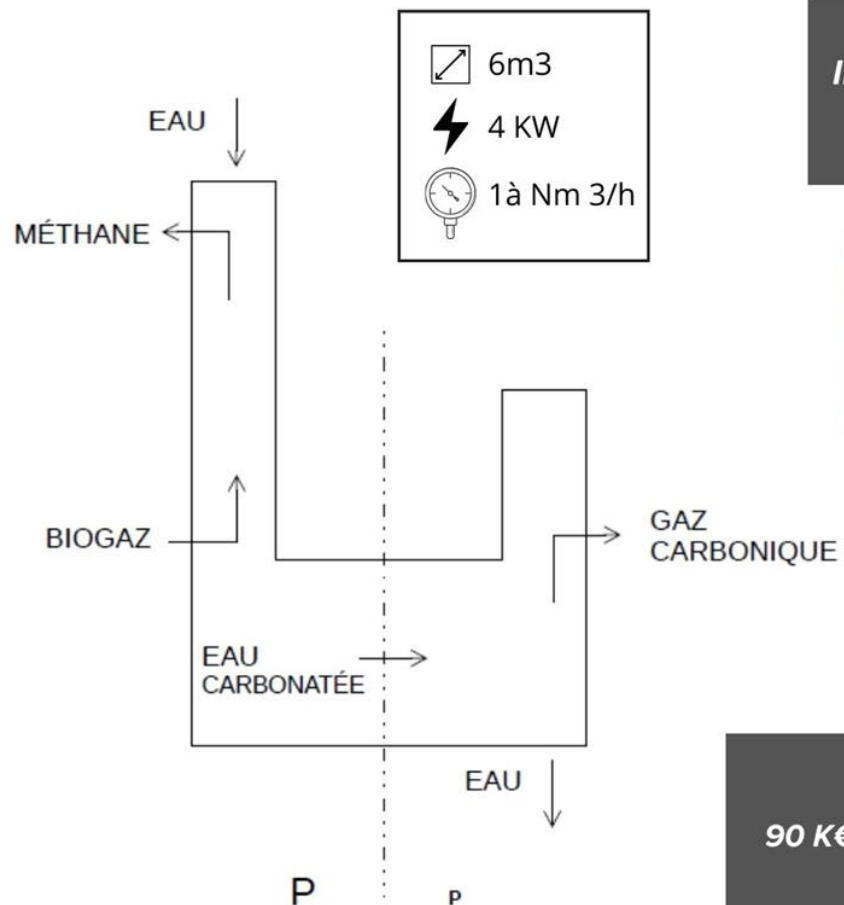 6m3
4 KW
1à Nm 3/h
EAU
MÉTHANE
BIOGAZ
GAZ
CARBONIQUE
EAU
CARBONATÉE
EAU
90 K€
P
P